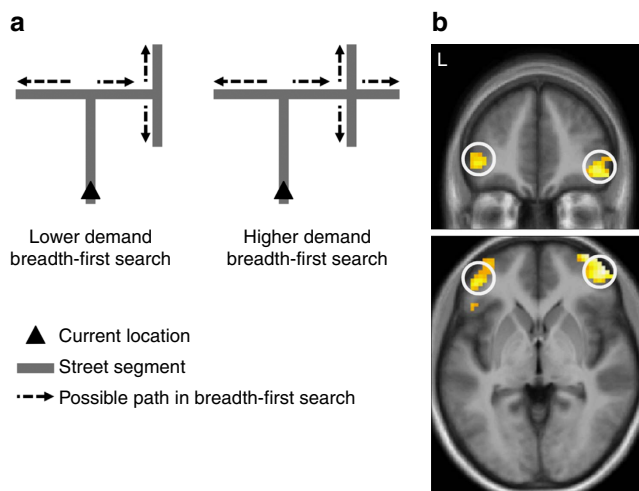 a
b
L
Lower demand
breadth-first search
Higher demand
breadth-first search
Current location
Street segment
Possible path in breadth-first search